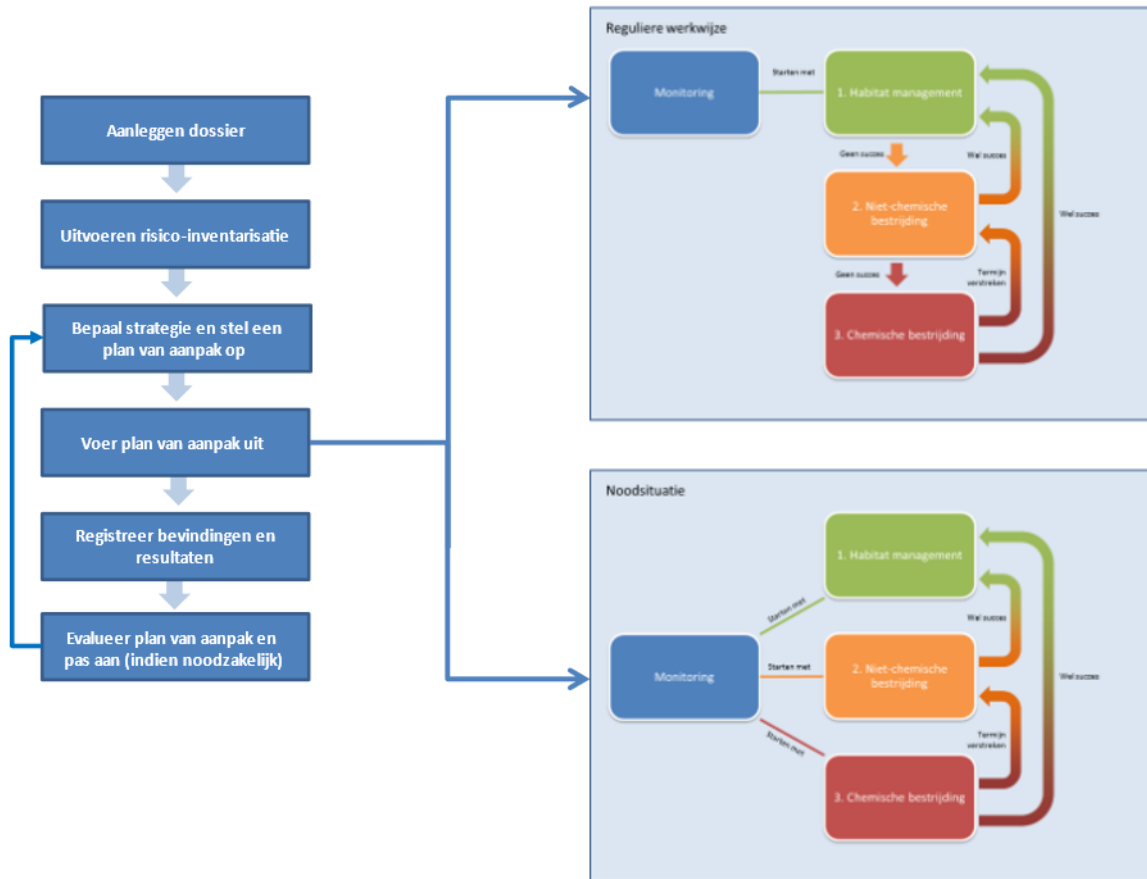 Aanleggen dossier
Uitvoeren risico-inventarisatie
Bepaal strategie en stel een
plan van aanpak op
Voer plan van aanpak uit
Registreer bevindingen en
resultaten
Evalueer plan van aanpak en
pas aan (indien noodzakelijk)
Reguliere werkwijze
Monitoring
Starten met
1. Habitat management
Geen succes
Wel succes
2. Niet-chemische
bestrijding
Wel succes
Geen succes
Termijn
verstreken
3. Chemische bestrijding
Noodsituatie
1. Habitat management
Starten met
Wel succes
Monitoring
Starten met
2. Niet-chemische
bestrijding
Wel succes
Starten met
Termijn
verstreken
3. Chemische bestrijding